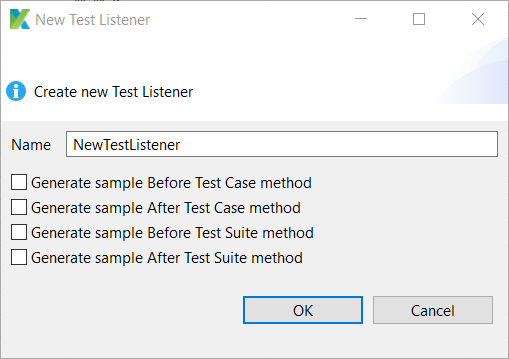 New Test Listener
Create new Test Listener
Name NewTestListener
Generate sample Before Test Case method
Generate sample After Test Case method
Generate sample Before Test Suite method
Generate sample After Test Suite method
OK Cancel